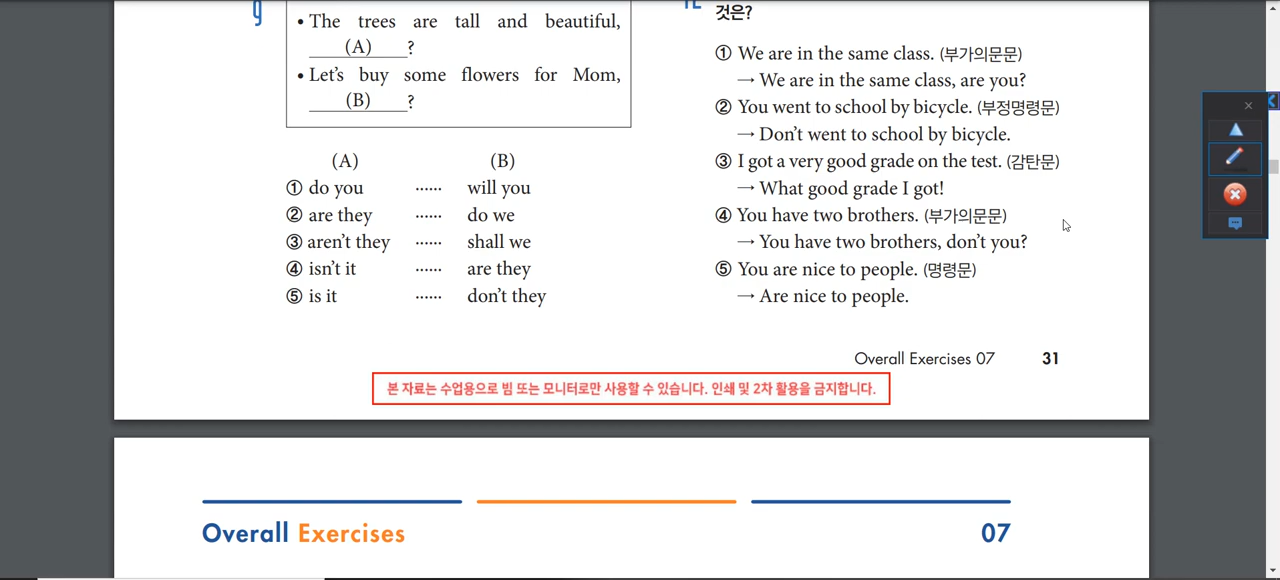 9
• The trees are tall and beautiful,
(A) ?
• Let's buy some flowers for Mom,
(B) ?
(A) (B)
① do you ...... will you
② are they ...... do we
③ aren't they ...... shall we
④ isn't it ...... are they
⑤ is it ...... don't they
12
것은?
① We are in the same class. (부가의문문)
→ We are in the same class, are you?
② You went to school by bicycle. (부정명령문)
→ Don't went to school by bicycle.
③ I got a very good grade on the test. (감탄문)
→ What good grade I got!
④ You have two brothers. (부가의문문)
→ You have two brothers, don't you?
⑤ You are nice to people. (명령문)
→ Are nice to people.
Overall Exercises 07 31
본 자료는 수업용으로 빔 또는 모니터로만 사용할 수 있습니다. 인쇄 및 2차 활용을 금지합니다.
Overall Exercises 07